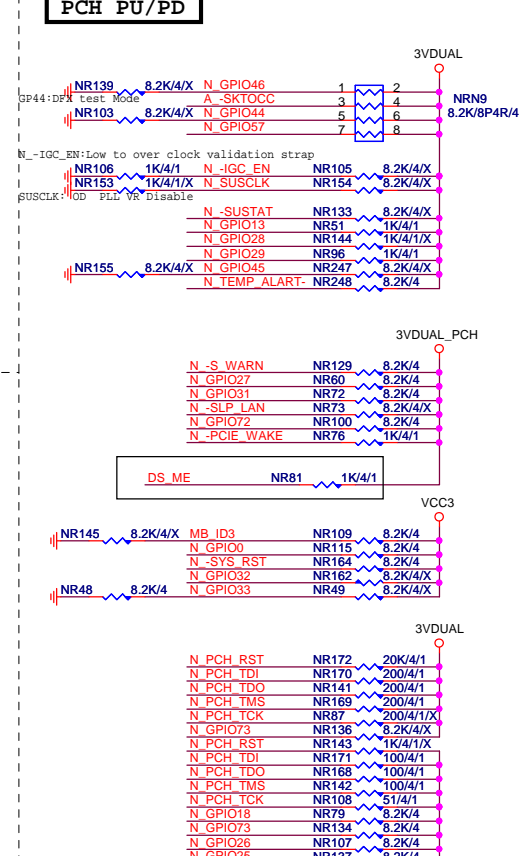 PCH PU/PD
3VDUAL
NR139 8.2K/4/X N_GPIO46 1 2 NRN9
GP44:DFX test Mode A_-SKTOCC 3 4 8.2K/8P4R/4
NR103 8.2K/4/X N_GPIO44 5 6
N_GPIO57 7 8
N_-IGC_EN:Low to over clock validation strap
NR106 1K/4/1 N_-IGC_EN NR105 8.2K/4/X
NR153 1K/4/1/X N_SUSCLK NR154 8.2K/4/X
SUSCLK: OD PLL VR Disable
N_-SUSTAT NR133 8.2K/4/X
N_GPIO13 NR51 1K/4/1
N_GPIO28 NR144 1K/4/1/X
N_GPIO29 NR96 1K/4/1
NR155 8.2K/4/X N_GPIO45 NR247 8.2K/4/X
N_TEMP_ALART- NR248 8.2K/4
3VDUAL_PCH
N_-S_WARN NR129 8.2K/4
N_GPIO27 NR60 8.2K/4
N_GPIO31 NR72 8.2K/4
N_-SLP_LAN NR73 8.2K/4/X
N_GPIO72 NR100 8.2K/4
N_-PCIE_WAKE NR76 1K/4/1
DS_ME NR81 1K/4/1
VCC3
NR145 8.2K/4/X MB_ID3 NR109 8.2K/4
N_GPIO0 NR115 8.2K/4
N_-SYS_RST NR164 8.2K/4
N_GPIO32 NR162 8.2K/4/X
NR48 8.2K/4 N_GPIO33 NR49 8.2K/4/X
3VDUAL
N_PCH_RST NR172 20K/4/1
N_PCH_TDI NR170 200/4/1
N_PCH_TDO NR141 200/4/1
N_PCH_TMS NR169 200/4/1
N_PCH_TCK NR87 200/4/1/X
N_GPIO73 NR136 8.2K/4/X
N_PCH_RST NR143 1K/4/1/X
N_PCH_TDI NR171 100/4/1
N_PCH_TDO NR168 100/4/1
N_PCH_TMS NR142 100/4/1
N_PCH_TCK NR108 51/4/1
N_GPIO18 NR79 8.2K/4
N_GPIO73 NR134 8.2K/4
N_GPIO26 NR107 8.2K/4
N_GPIO25 NR137 8.2K/4